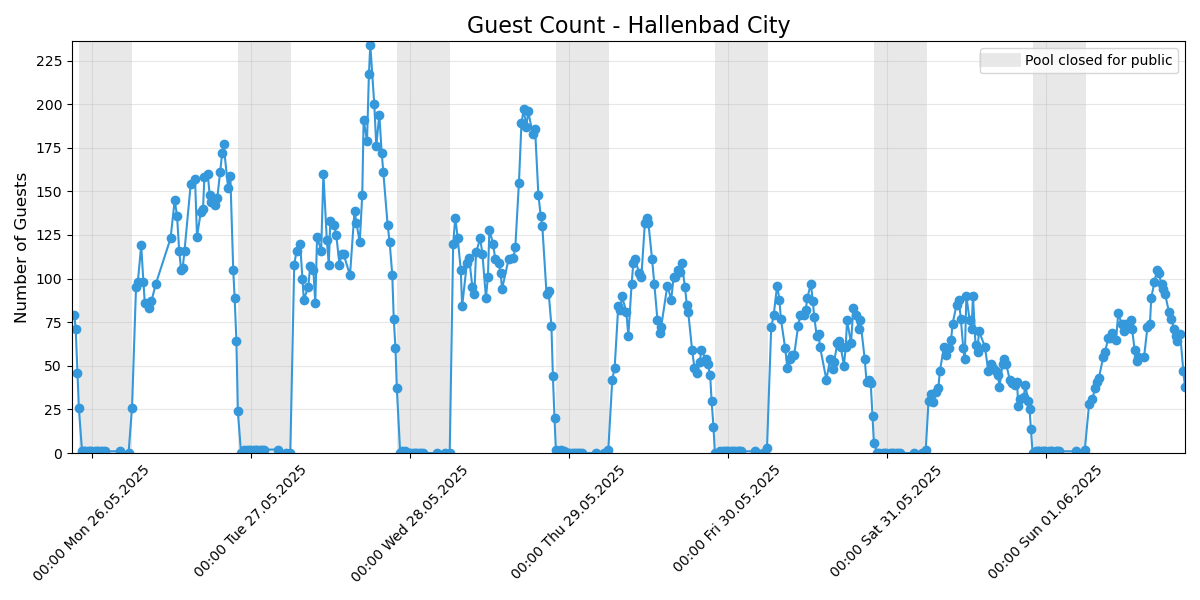 Guest Count - Hallenbad City
Pool closed for public
Number of Guests
225
200
175
150
125
100
75
50
25
0
00:00 Mon 26.05.2025
00:00 Tue 27.05.2025
00:00 Wed 28.05.2025
00:00 Thu 29.05.2025
00:00 Fri 30.05.2025
00:00 Sat 31.05.2025
00:00 Sun 01.06.2025